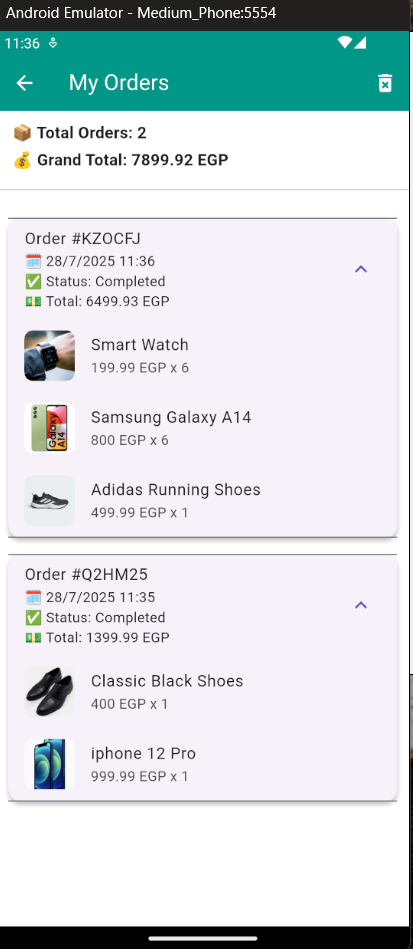 Android Emulator - Medium_Phone:5554
11:36
My Orders
📦 Total Orders: 2
💰 Grand Total: 7899.92 EGP
Order #KZOCFJ
🗓️ 28/7/2025 11:36
✅ Status: Completed
💵 Total: 6499.93 EGP
Smart Watch
199.99 EGP x 6
Galaxy
A14
Samsung Galaxy A14
800 EGP x 6
Adidas Running Shoes
499.99 EGP x 1
Order #Q2HM25
🗓️ 28/7/2025 11:35
✅ Status: Completed
💵 Total: 1399.99 EGP
Classic Black Shoes
400 EGP x 1
iphone 12 Pro
999.99 EGP x 1